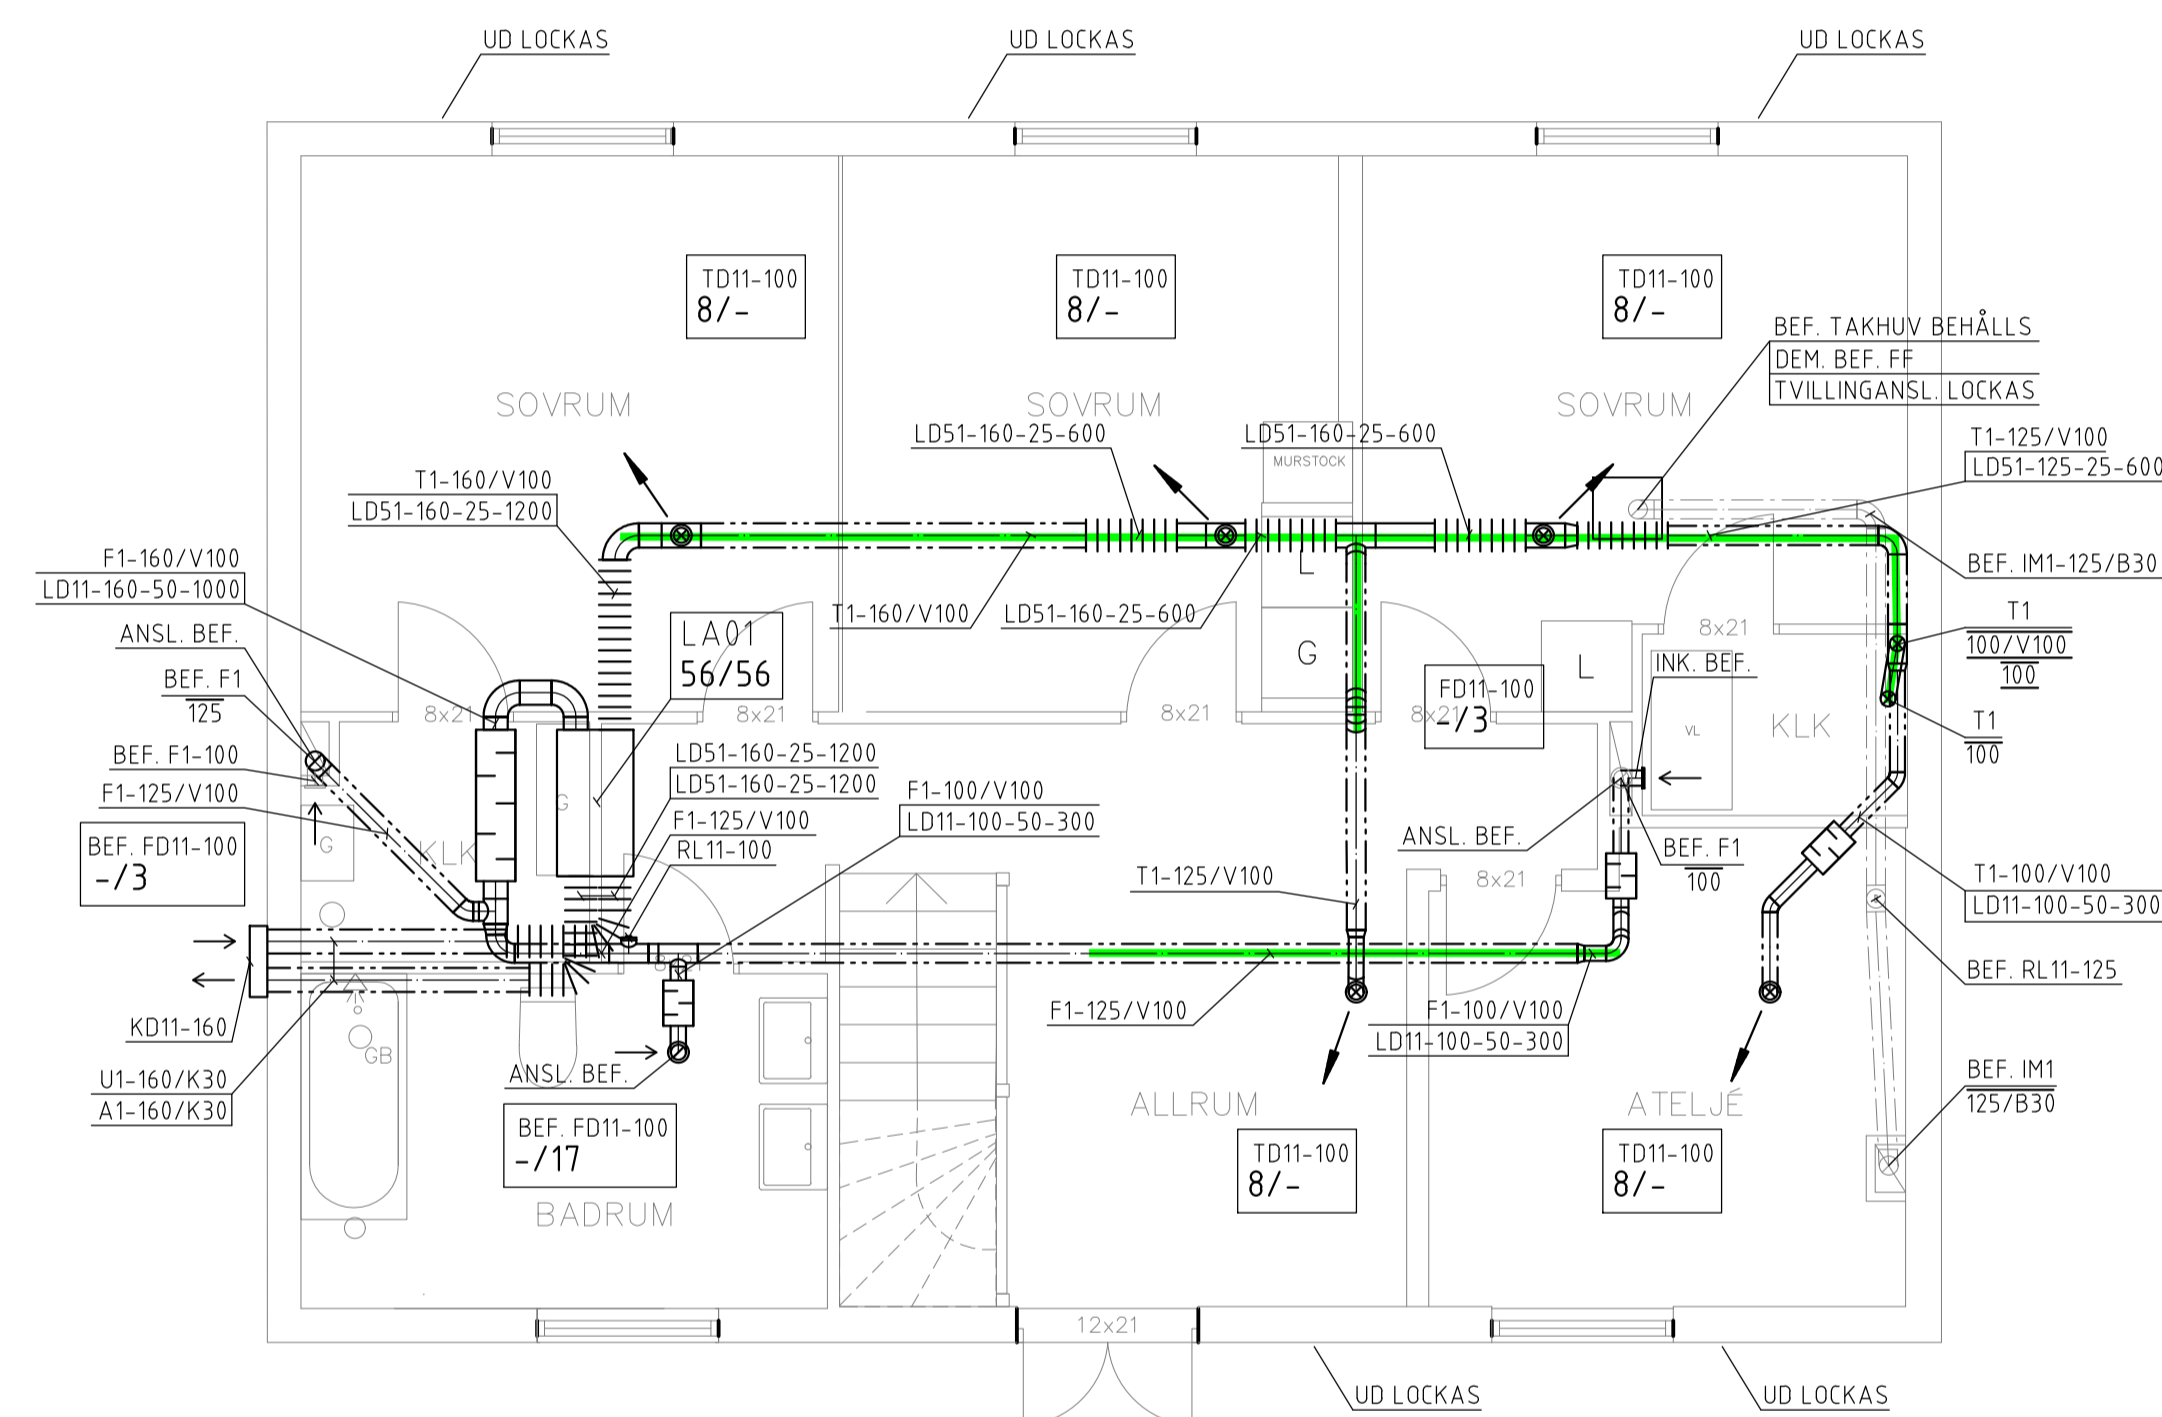 UD LOCKAS
UD LOCKAS
UD LOCKAS
TD11-100
8/-
TD11-100
8/-
TD11-100
8/-
BEF. TAKHUV BEHÅLLS
DEM. BEF. FF
TVILLINGANSL. LOCKAS
SOVRUM
SOVRUM
SOVRUM
LD51-160-25-600
LD51-160-25-600
MURSTOCK
T1-125/V100
LD51-125-25-600
T1-160/V100
LD51-160-25-1200
F1-160/V100
LD11-160-50-1000
BEF. IM1-125/B30
L
T1-160/V100
LD51-160-25-600
T1
100/V100
100
ANSL. BEF.
LA01
56/56
8x21
G
L
INK. BEF.
BEF. F1
125
FD11-100
-/3
8x21
8x21
8x21
8x21
VL
KLK
T1
100
BEF. F1-100
F1-125/V100
LD51-160-25-1200
LD51-160-25-1200
F1-100/V100
LD11-100-50-300
F1-125/V100
RL11-100
G
G
KLK
BEF. FD11-100
-/3
ANSL. BEF.
BEF. F1
100
T1-125/V100
8x21
T1-100/V100
LD11-100-50-300
BEF. RL11-125
KD11-160
F1-125/V100
F1-100/V100
LD11-100-50-300
GB
ANSL. BEF.
U1-160/K30
A1-160/K30
BEF. IM1
125/B30
BEF. FD11-100
-/17
BADRUM
ALLRUM
TD11-100
8/-
ATELJÉ
TD11-100
8/-
12x21
UD LOCKAS
UD LOCKAS